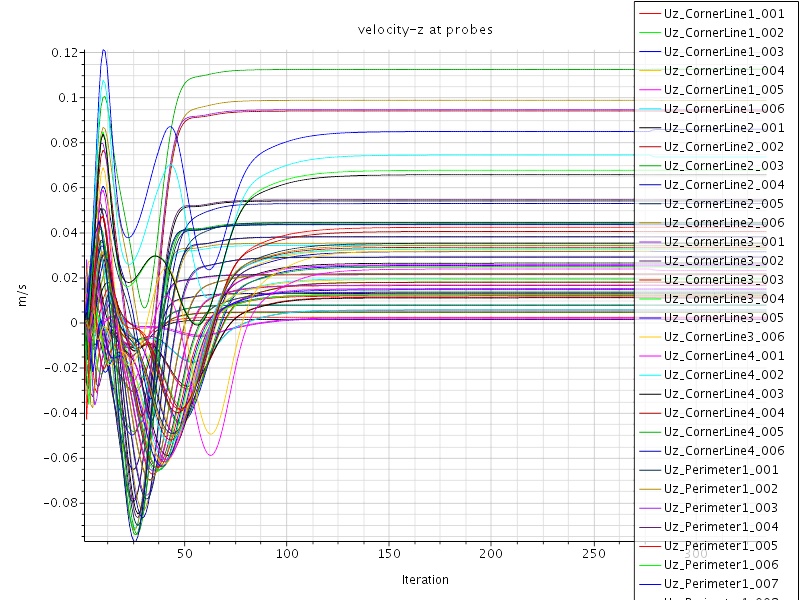 velocity-z at probes
m/s
0.12
0.1
0.08
0.06
0.04
0.02
0
−0.02
−0.04
−0.06
−0.08
50
100
150
200
250
300
Iteration
Uz_CornerLine1_001
Uz_CornerLine1_002
Uz_CornerLine1_003
Uz_CornerLine1_004
Uz_CornerLine1_005
Uz_CornerLine1_006
Uz_CornerLine2_001
Uz_CornerLine2_002
Uz_CornerLine2_003
Uz_CornerLine2_004
Uz_CornerLine2_005
Uz_CornerLine2_006
Uz_CornerLine3_001
Uz_CornerLine3_002
Uz_CornerLine3_003
Uz_CornerLine3_004
Uz_CornerLine3_005
Uz_CornerLine3_006
Uz_CornerLine4_001
Uz_CornerLine4_002
Uz_CornerLine4_003
Uz_CornerLine4_004
Uz_CornerLine4_005
Uz_CornerLine4_006
Uz_Perimeter1_001
Uz_Perimeter1_002
Uz_Perimeter1_003
Uz_Perimeter1_004
Uz_Perimeter1_005
Uz_Perimeter1_006
Uz_Perimeter1_007